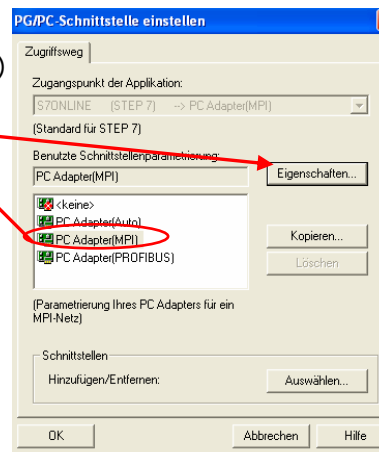 PG/PC-Schnittstelle einstellen
Zugriffsweg
)
Zugangspunkt der Applikation:
S7ONLINE (STEP 7) --> PC Adapter(MPI)
(Standard für STEP 7)
Benutzte Schnittstellenparametrierung:
PC Adapter(MPI)
Eigenschaften...
<keine>
PC Adapter(Auto)
PC Adapter(MPI)
PC Adapter(PROFIBUS)
Kopieren...
Löschen
(Parametrierung Ihres PC Adapters für ein
MPI-Netz)
Schnittstellen
Hinzufügen/Entfernen:
Auswählen...
OK
Abbrechen
Hilfe